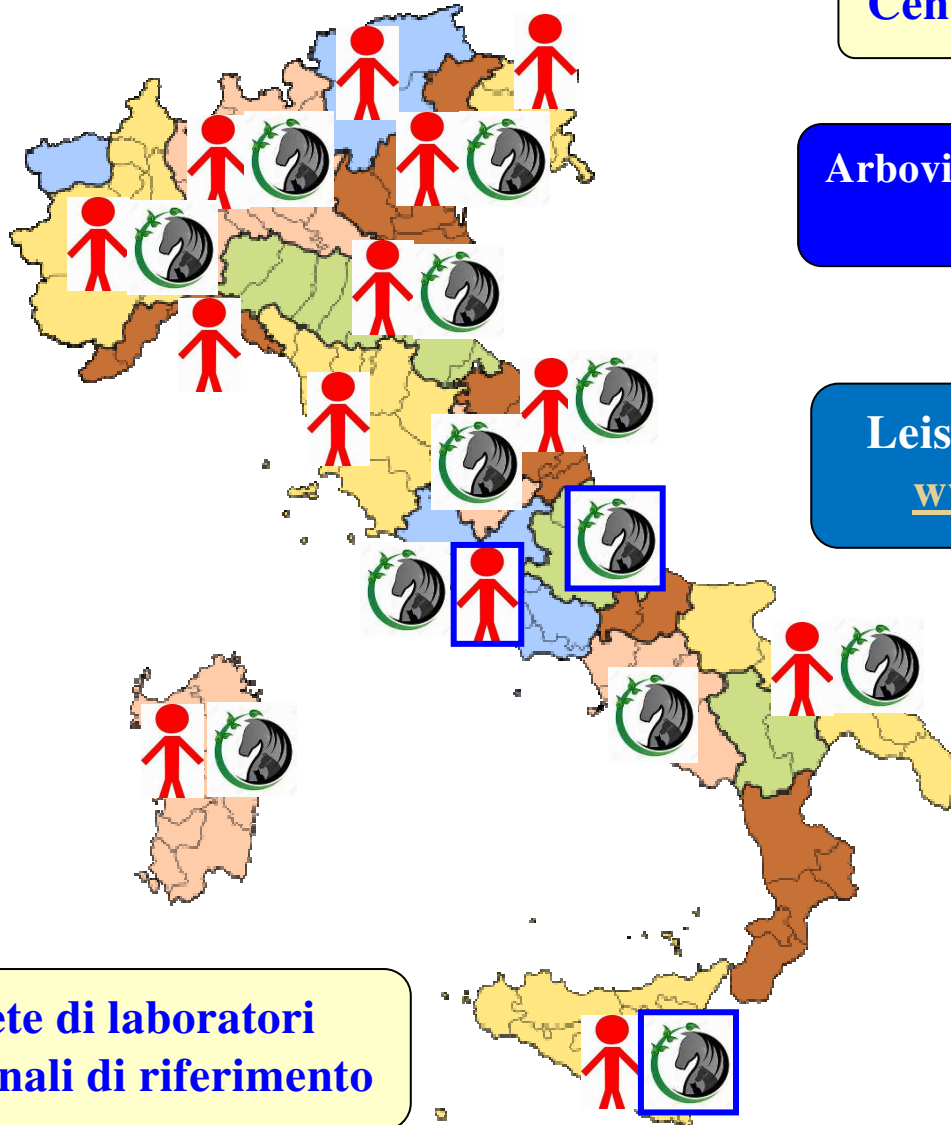 Cen
Arbovi
Leis
w
ete di laboratori
nali di riferimento